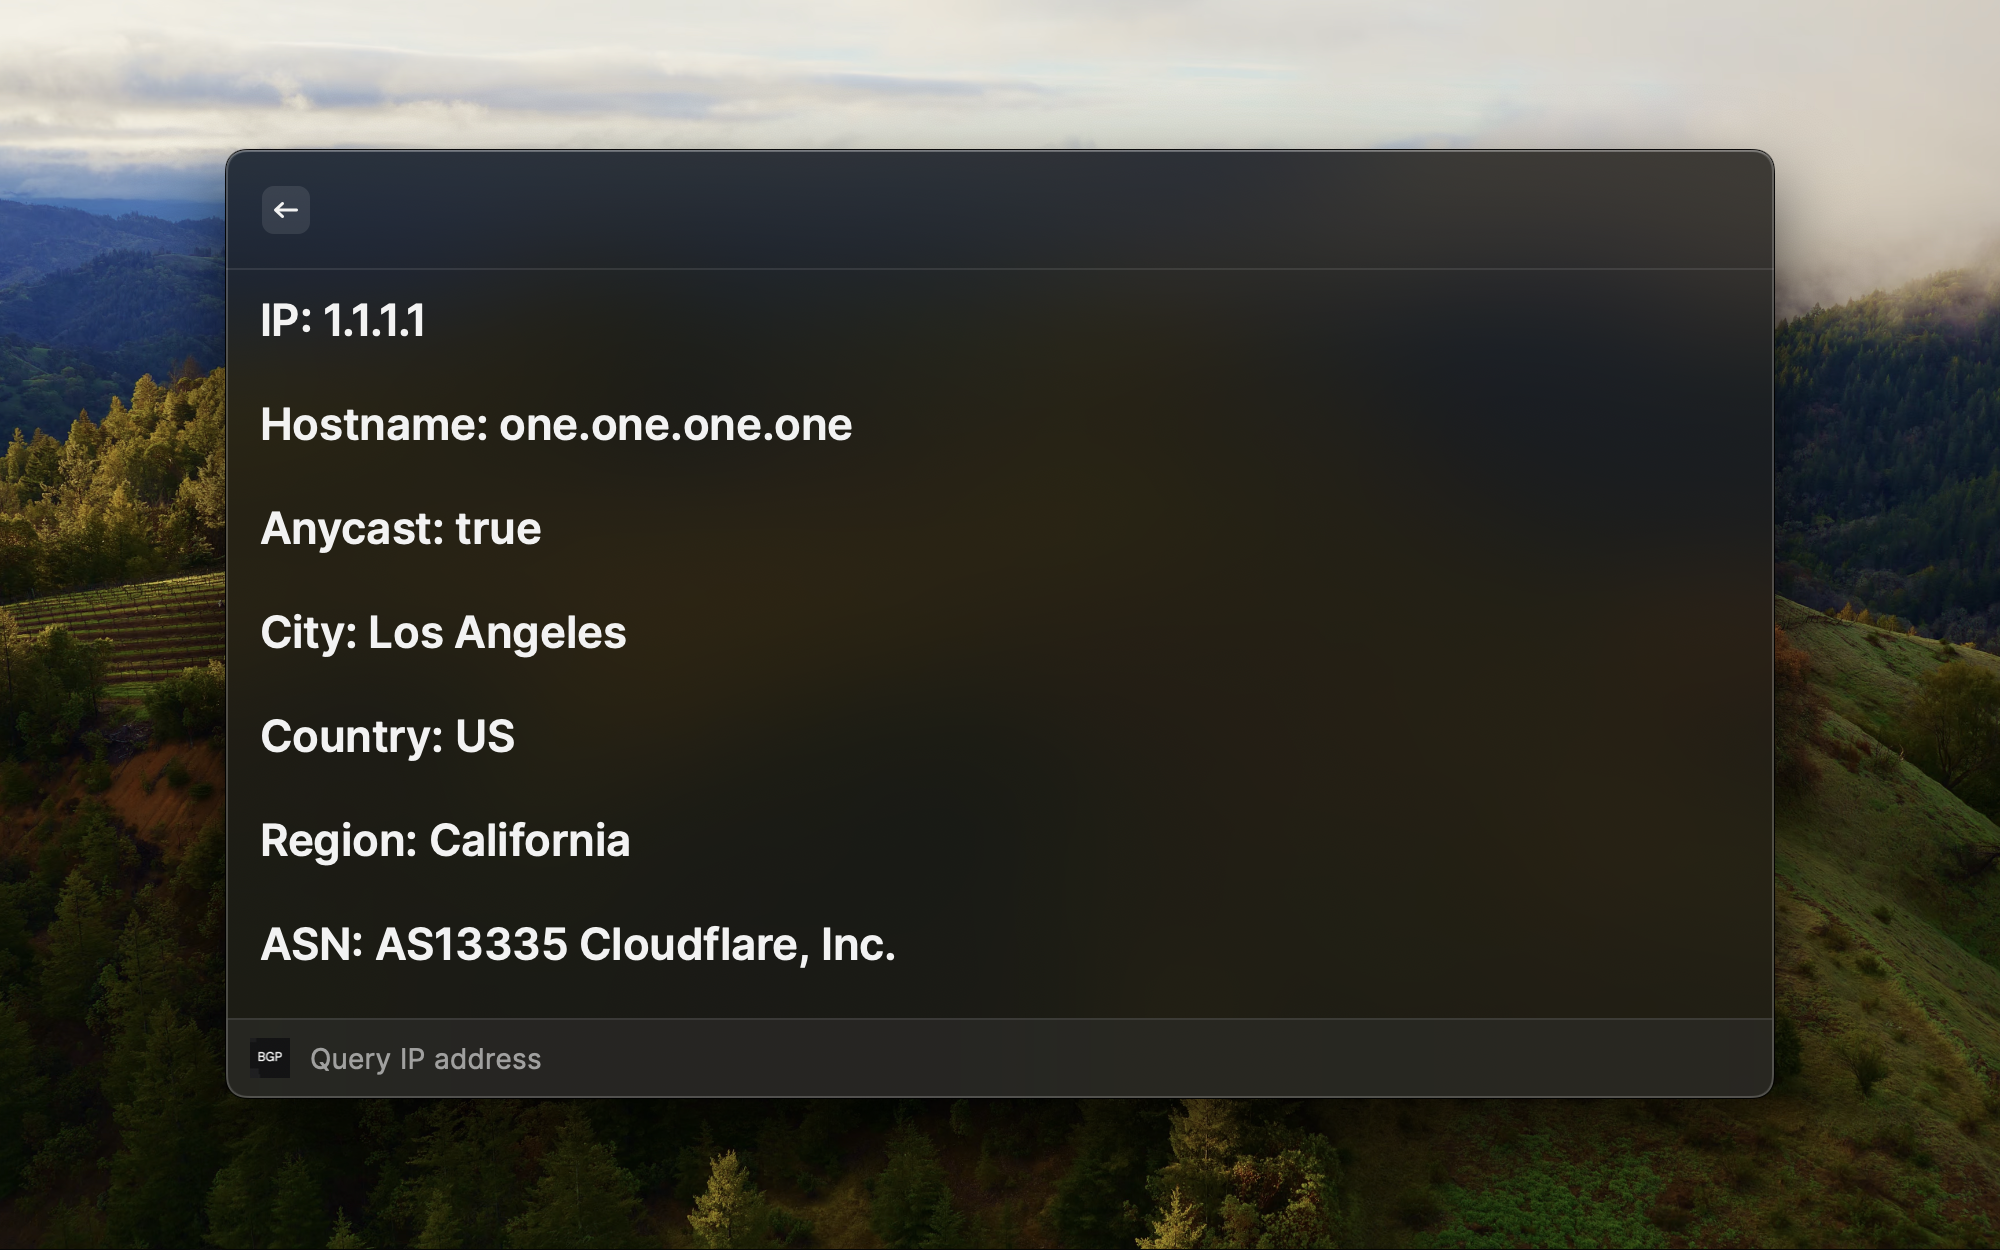 IP: 1.1.1.1
Hostname: one.one.one.one
Anycast: true
City: Los Angeles
Country: US
Region: California
ASN: AS13335 Cloudflare, Inc.
BGP Query IP address